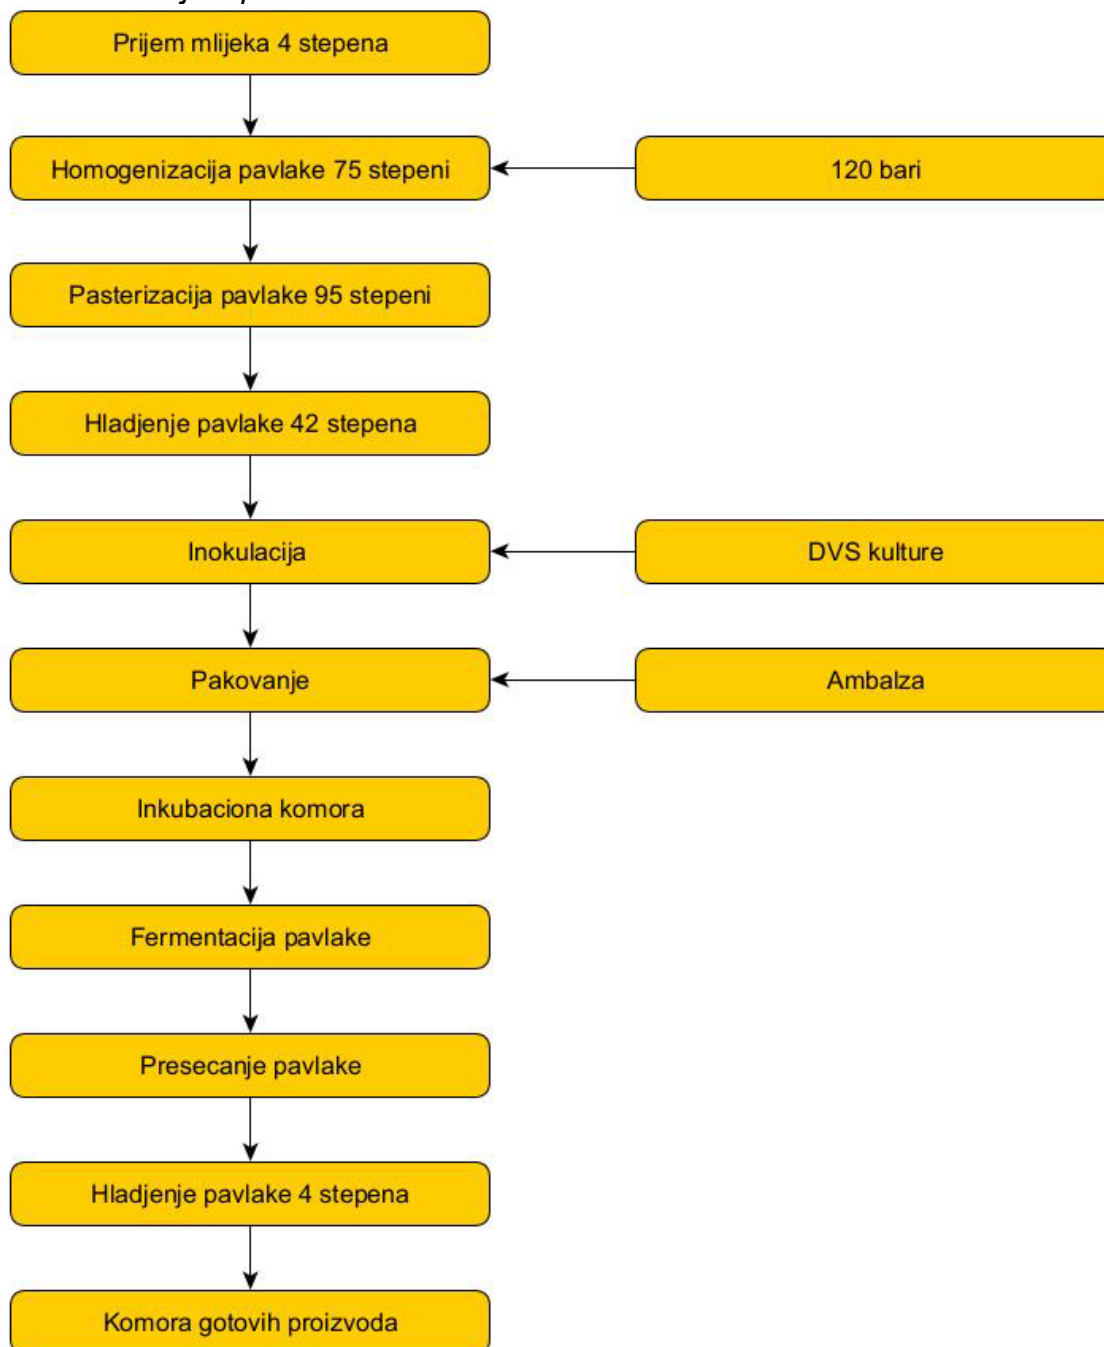 Prijem mlijeka 4 stepena
Homogenizacija pavlake 75 stepeni
120 bari
Pasterizacija pavlake 95 stepeni
Hladjenje pavlake 42 stepena
Inokulacija
DVS kulture
Pakovanje
Ambalza
Inkubaciona komora
Fermentacija pavlake
Presecanje pavlake
Hladjenje pavlake 4 stepena
Komora gotovih proizvoda